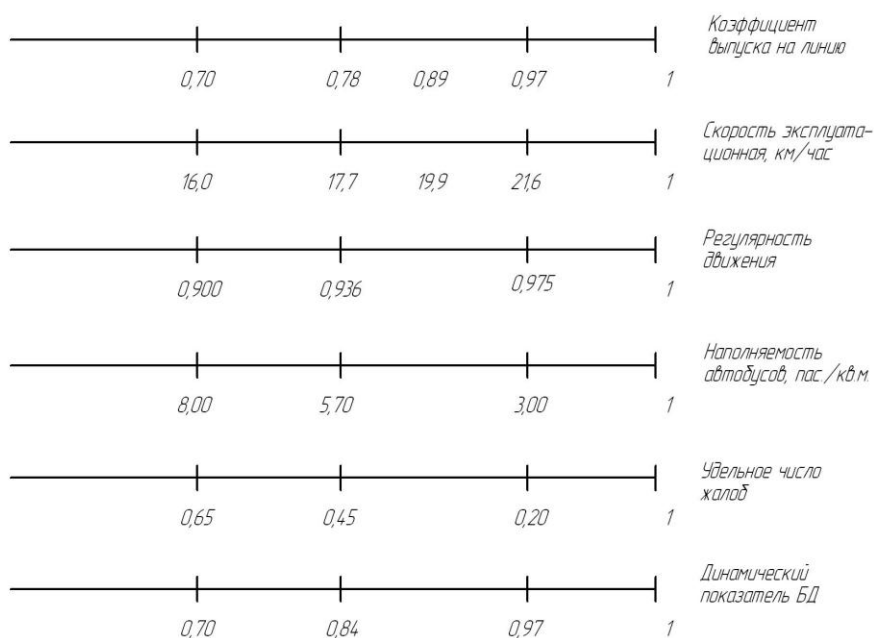 Коэффициент
выпуска на линию
0,70 0,78 0,89 0,97 1
Скорость эксплуата-
ционная, км/час
16,0 17,7 19,9 21,6 1
Регулярность
движения
0,900 0,936 0,975 1
Наполняемость
автобусов, пас./кв.м.
8,00 5,70 3,00 1
Удельное число
жалоб
0,65 0,45 0,20 1
Динамический
показатель БД
0,70 0,84 0,97 1